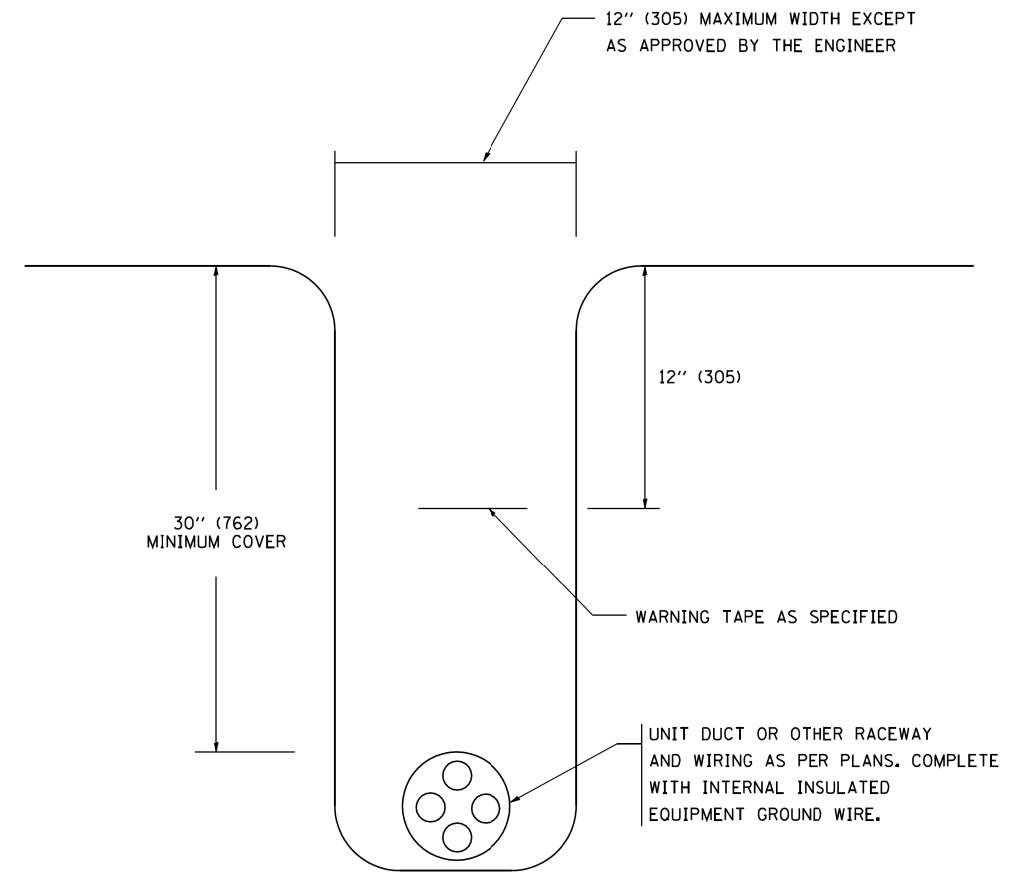 12'' (305) MAXIMUM WIDTH EXCEPT
AS APPROVED BY THE ENGINEER
12'' (305)
30'' (762)
MINIMUM COVER
WARNING TAPE AS SPECIFIED
UNIT DUCT OR OTHER RACEWAY
AND WIRING AS PER PLANS. COMPLETE
WITH INTERNAL INSULATED
EQUIPMENT GROUND WIRE.